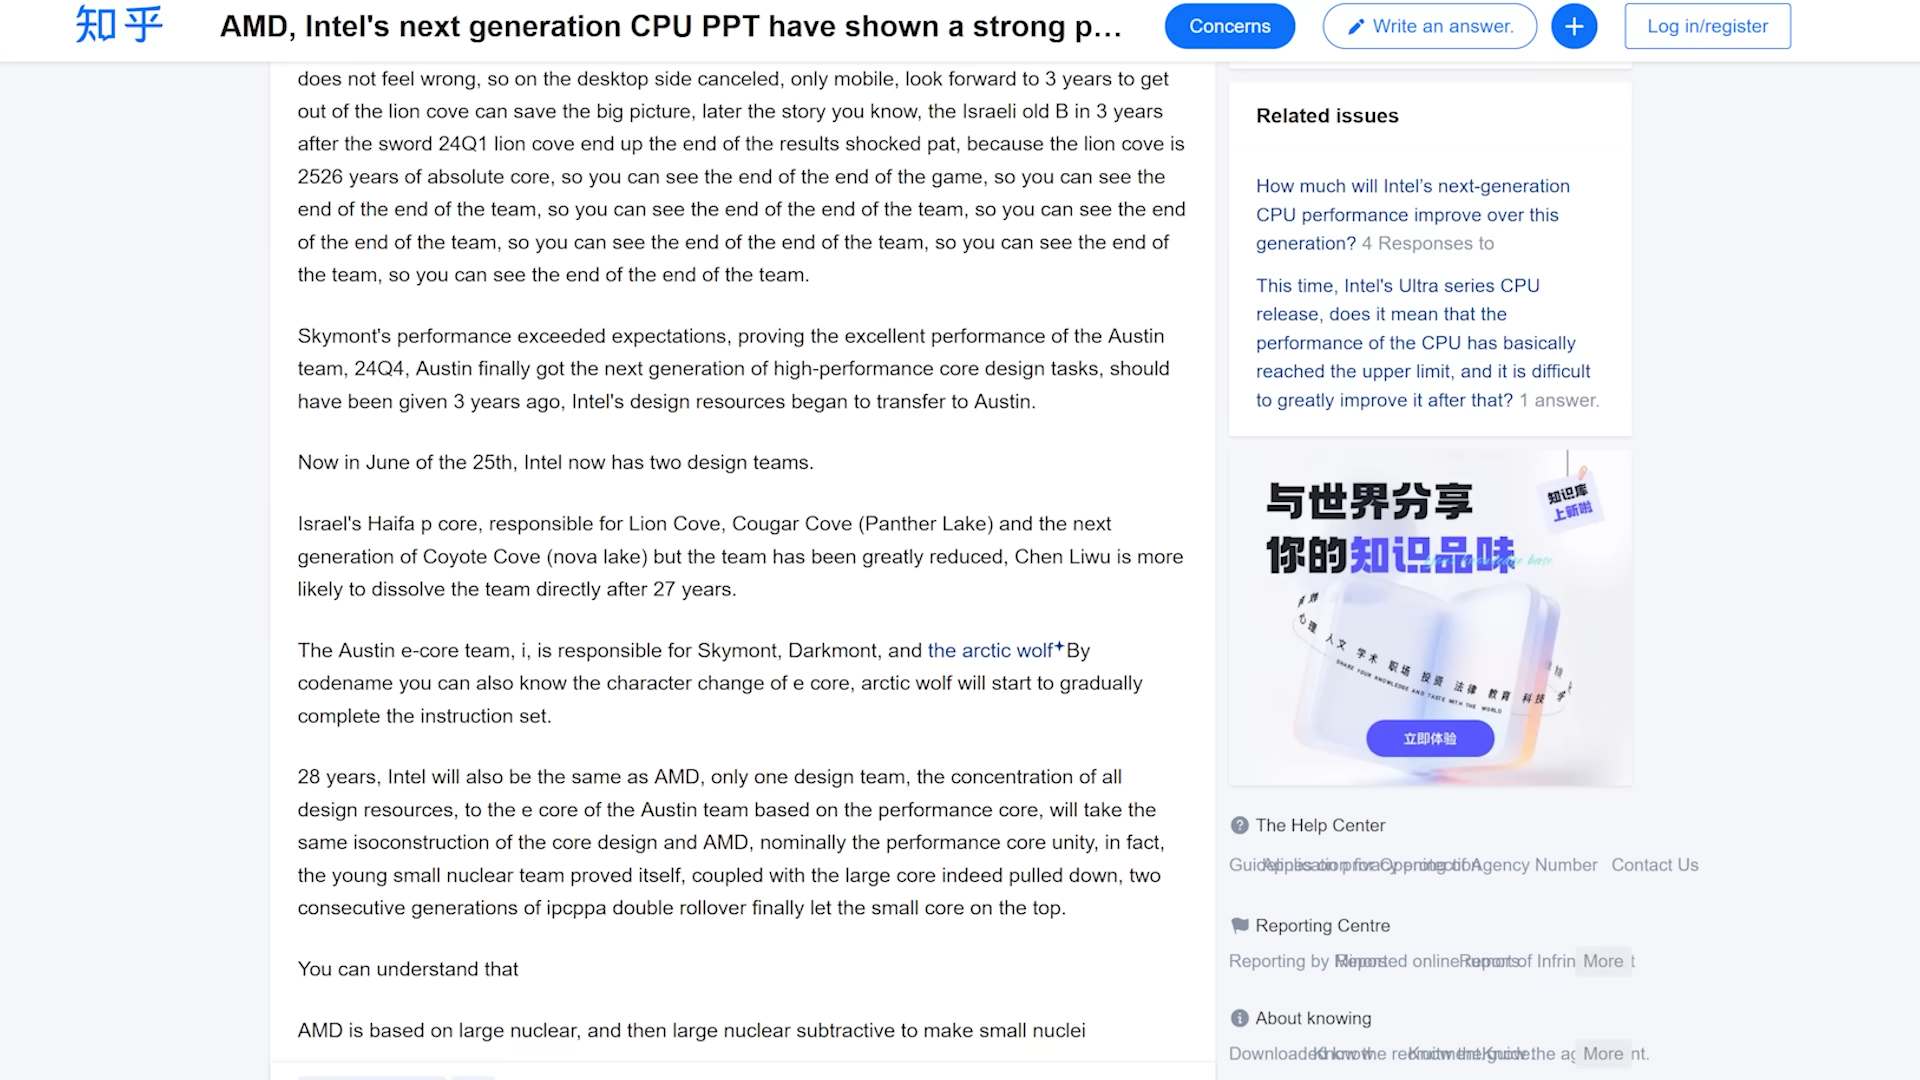 知乎
AMD, Intel's next generation CPU PPT have shown a strong p...
Concerns
Write an answer.
Log in/register
does not feel wrong, so on the desktop side canceled, only mobile, look forward to 3 years to get
out of the lion cove can save the big picture, later the story you know, the Israeli old B in 3 years
after the sword 24Q1 lion cove end up the end of the results shocked pat, because the lion cove is
2526 years of absolute core, so you can see the end of the end of the game, so you can see the
end of the end of the team, so you can see the end of the end of the team, so you can see the end
of the end of the team, so you can see the end of the end of the team, so you can see the end of
the team, so you can see the end of the end of the team.
Skymont's performance exceeded expectations, proving the excellent performance of the Austin
team, 24Q4, Austin finally got the next generation of high-performance core design tasks, should
have been given 3 years ago, Intel's design resources began to transfer to Austin.
Now in June of the 25th, Intel now has two design teams.
Israel's Haifa p core, responsible for Lion Cove, Cougar Cove (Panther Lake) and the next
generation of Coyote Cove (nova lake) but the team has been greatly reduced, Chen Liwu is more
likely to dissolve the team directly after 27 years.
The Austin e-core team, i, is responsible for Skymont, Darkmont, and the arctic wolf By
codename you can also know the character change of e core, arctic wolf will start to gradually
complete the instruction set.
28 years, Intel will also be the same as AMD, only one design team, the concentration of all
design resources, to the e core of the Austin team based on the performance core, will take the
same isoconstruction of the core design and AMD, nominally the performance core unity, in fact,
the young small nuclear team proved itself, coupled with the large core indeed pulled down, two
consecutive generations of ipcppa double rollover finally let the small core on the top.
You can understand that
AMD is based on large nuclear, and then large nuclear subtractive to make small nuclei
Related issues
How much will Intel's next-generation
CPU performance improve over this
generation? 4 Responses to
This time, Intel's Ultra series CPU
release, does it mean that the
performance of the CPU has basically
reached the upper limit, and it is difficult
to greatly improve it after that? 1 answer.
与世界分享
你的知识品味
知识库
上新啦
心理 人文 学术 职场 投资 法律 教育 科技
SHARE YOUR KNOWLEDGE AND TASTE WITH THE WORLD
立即体验
The Help Center
Agency Number Contact Us
Reporting Centre
Reporting by online of Infrin More
About knowing
the the ag More nt.